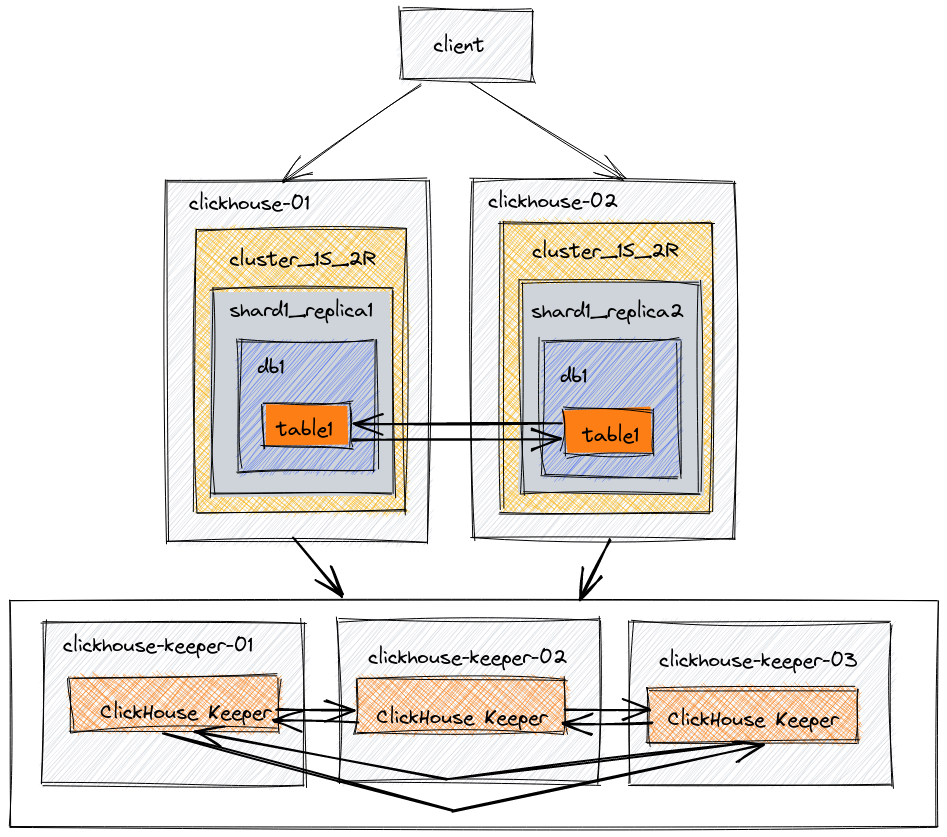 client
clickhouse-01
clickhouse-02
cluster_1S_2R
cluster_1S_2R
shard1_replica1
shard1_replica2
db1
db1
table1
table1
clickhouse-keeper-01
clickhouse-keeper-02
clickhouse-keeper-03
ClickHouse Keeper
ClickHouse Keeper
ClickHouse Keeper